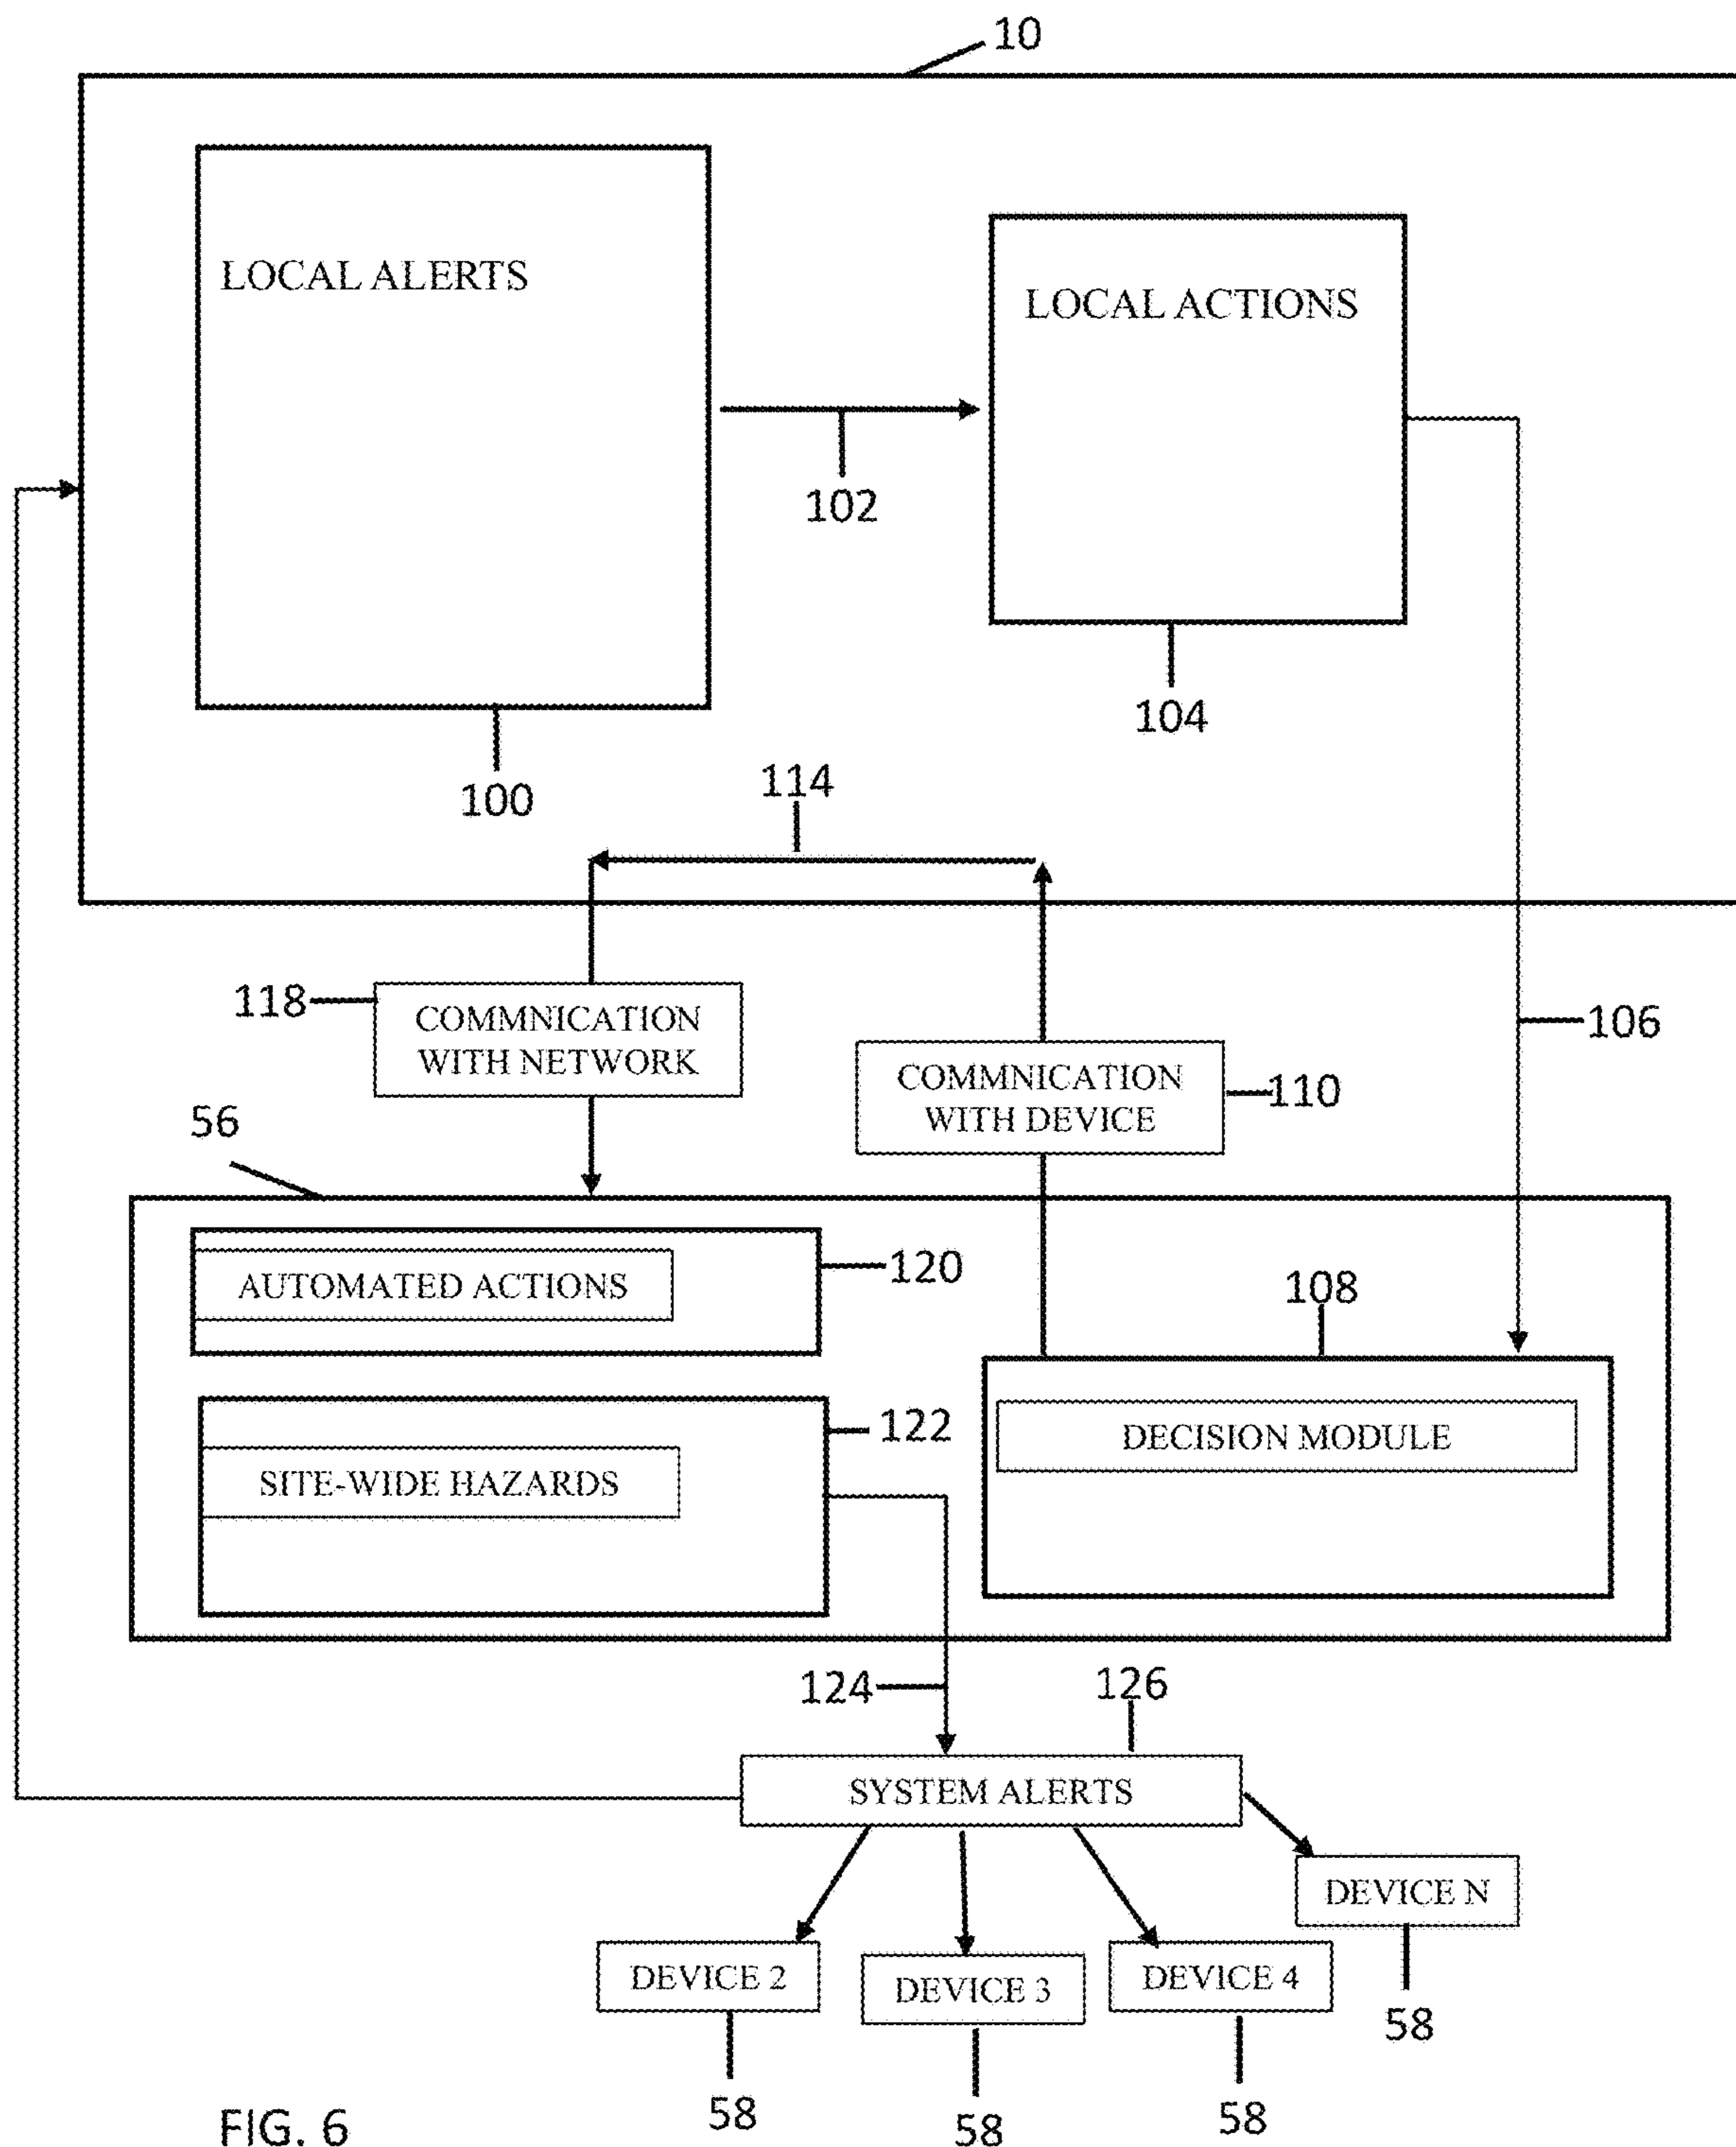 10
LOCAL ALERTS
LOCAL ACTIONS
102
104
100
114
118
COMMNICATION
WITH NETWORK
106
COMMNICATION
WITH DEVICE
110
56
AUTOMATED ACTIONS
120
108
122
DECISION MODULE
SITE-WIDE HAZARDS
124
126
SYSTEM ALERTS
DEVICE N
DEVICE 2
DEVICE 3
DEVICE 4
58
58
58
58
FIG. 6